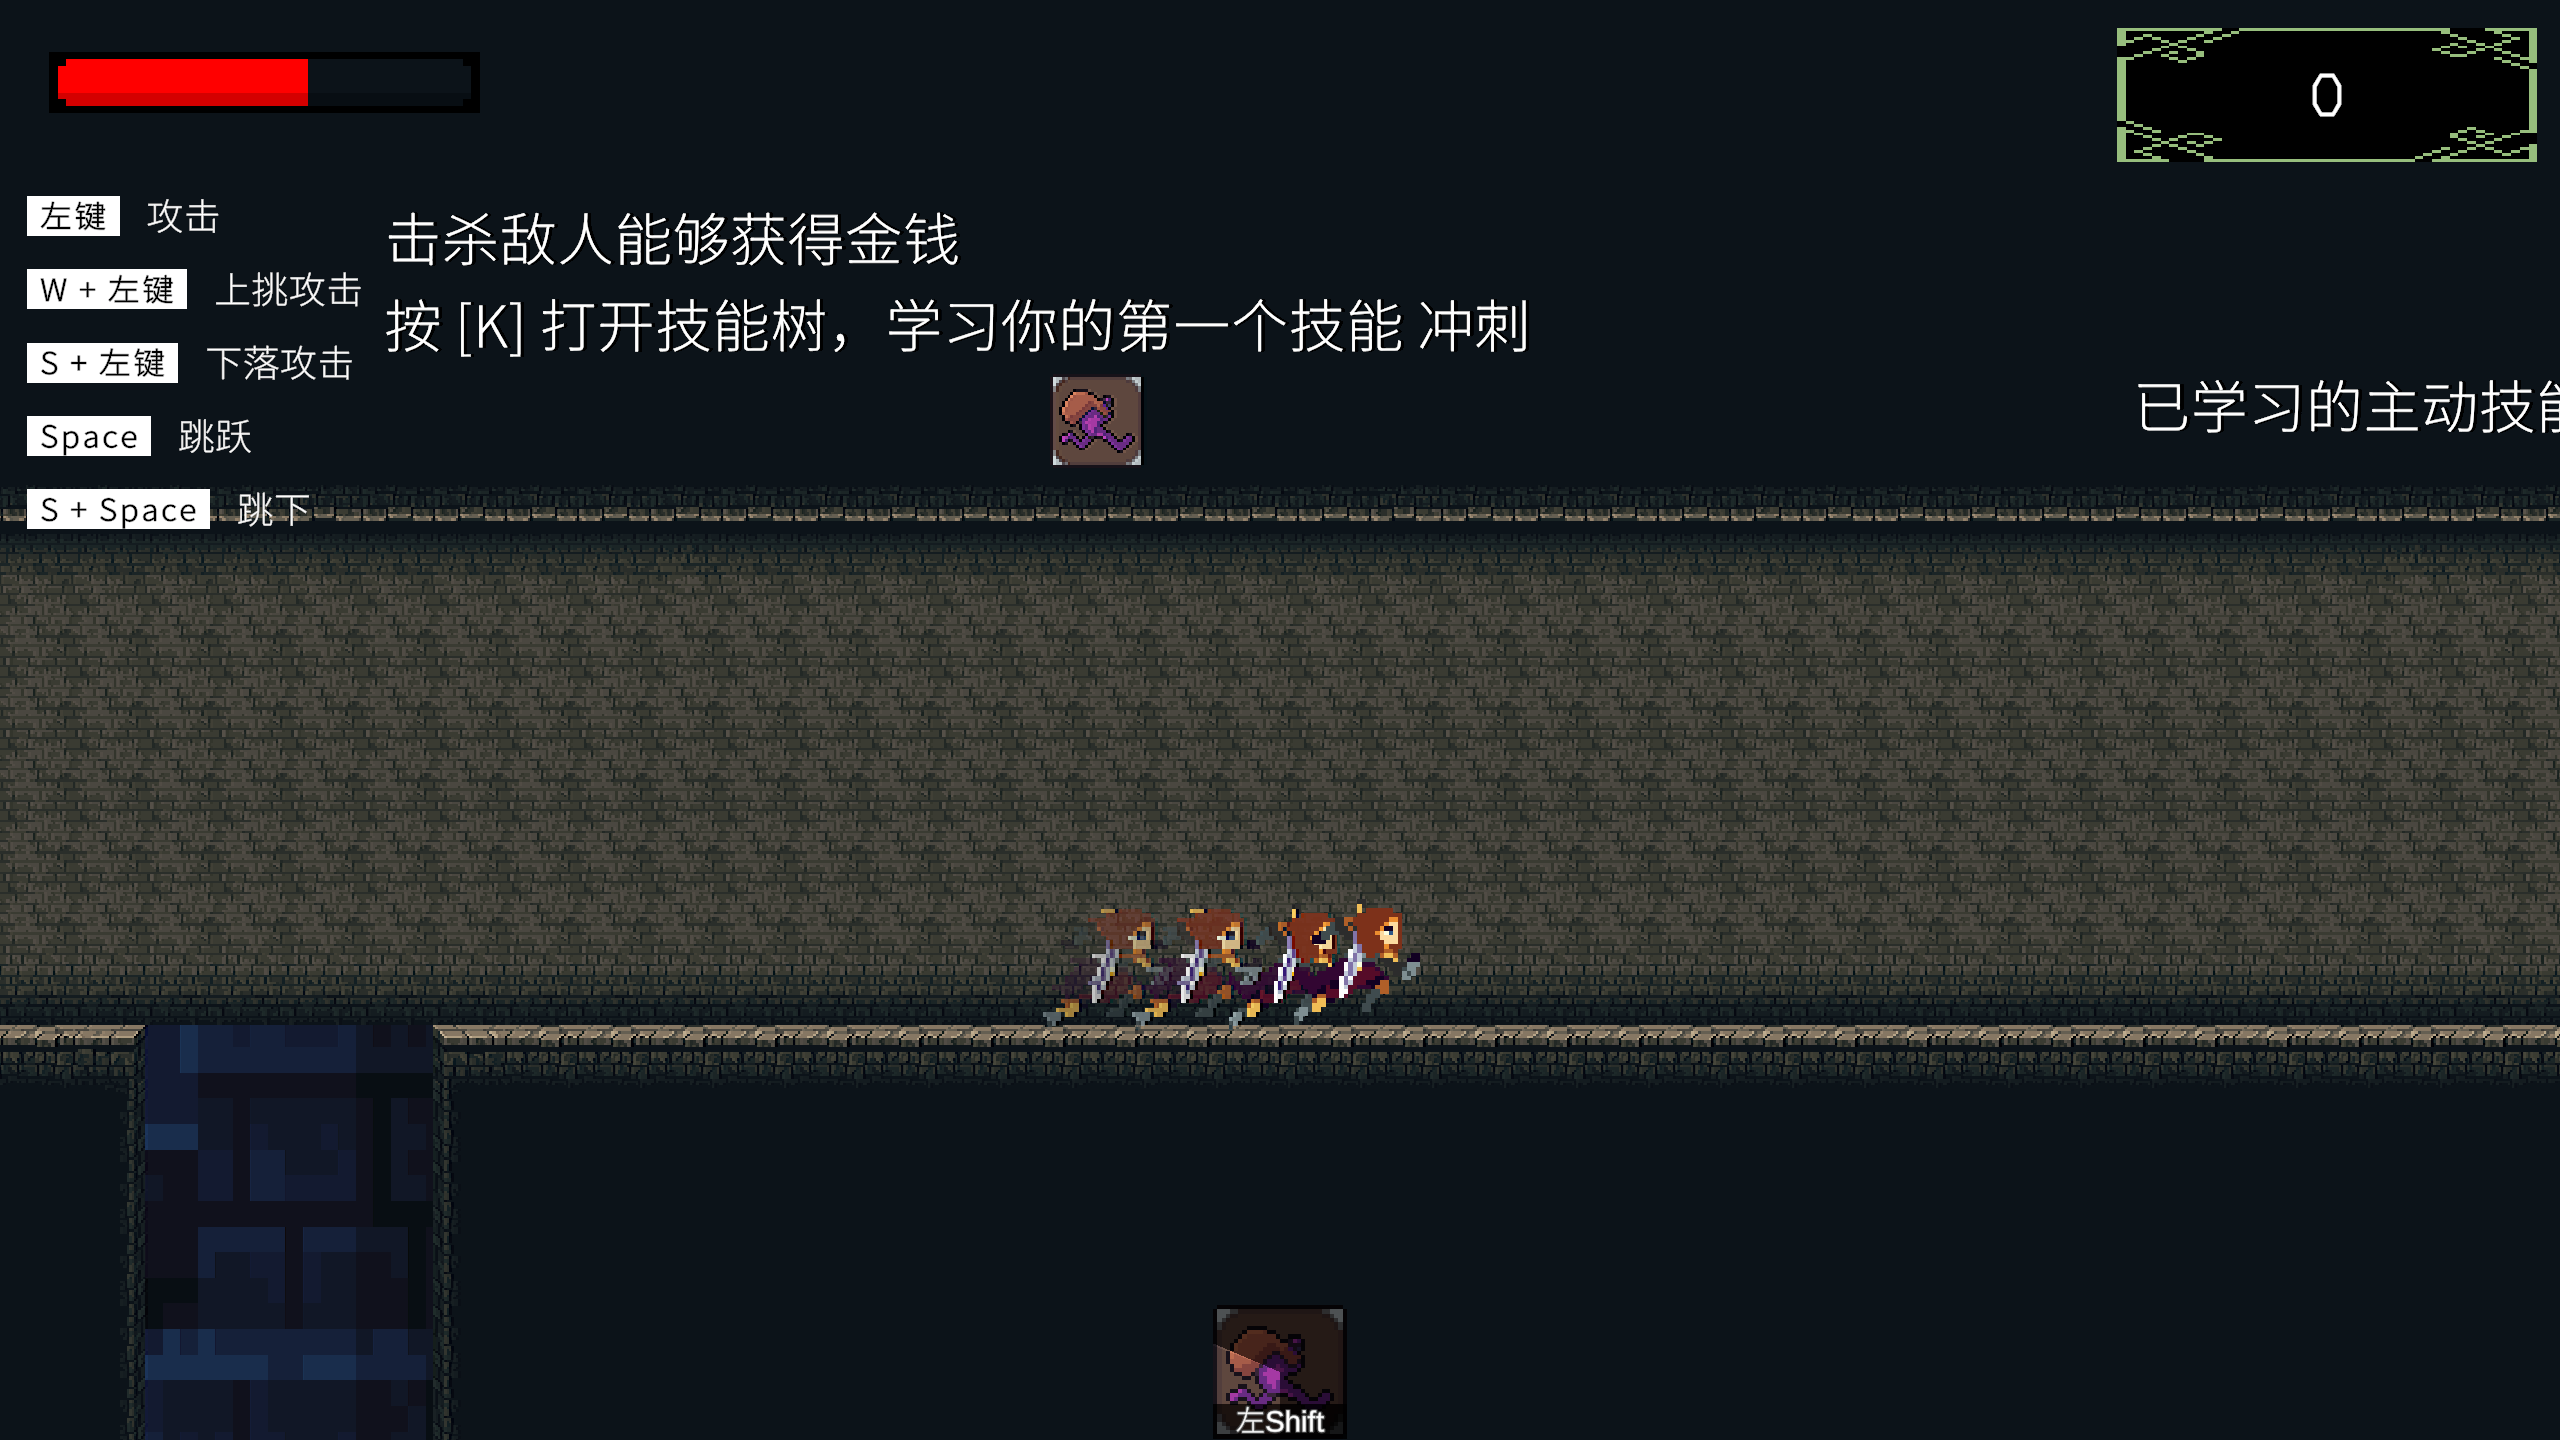 0
左键 攻击
击杀敌人能够获得金钱
W + 左键 上挑攻击
按 [K] 打开技能树，学习你的第一个技能 冲刺
S + 左键 下落攻击
已学习的主动技能
Space 跳跃
S + Space 跳下
左Shift